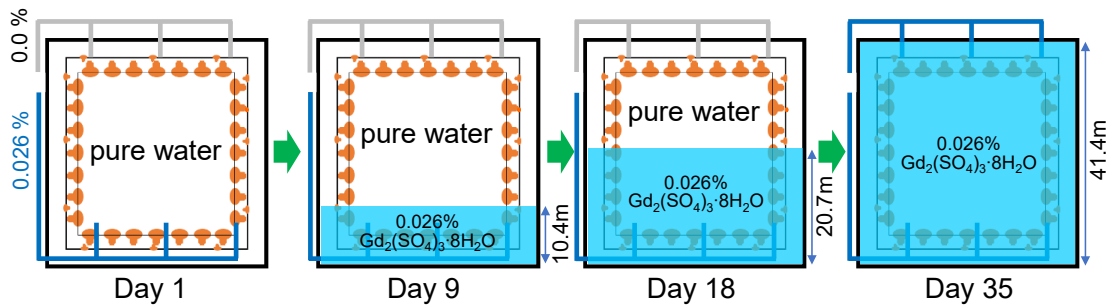 0.0 %
0.026 %
pure water
Day 1
pure water
0.026%
Gd₂(SO₄)₃·8H₂O
10.4m
Day 9
pure water
0.026%
Gd₂(SO₄)₃·8H₂O
20.7m
Day 18
0.026%
Gd₂(SO₄)₃·8H₂O
41.4m
Day 35